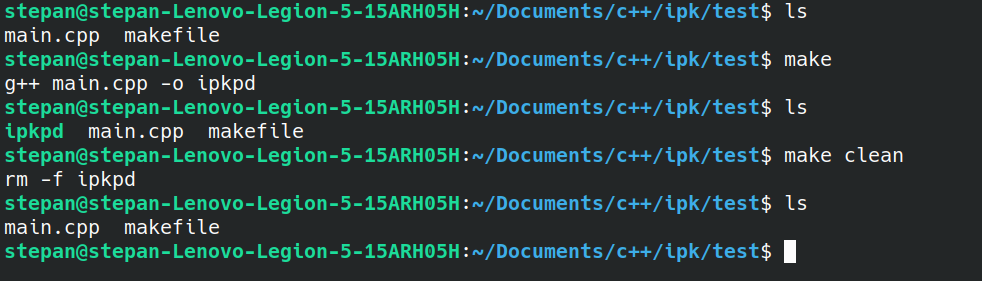 stepan@stepan-Lenovo-Legion-5-15ARH05H:~/Documents/c++/ipk/test$ ls
main.cpp  makefile
stepan@stepan-Lenovo-Legion-5-15ARH05H:~/Documents/c++/ipk/test$ make
g++ main.cpp -o ipkpd
stepan@stepan-Lenovo-Legion-5-15ARH05H:~/Documents/c++/ipk/test$ ls
ipkpd  main.cpp  makefile
stepan@stepan-Lenovo-Legion-5-15ARH05H:~/Documents/c++/ipk/test$ make clean
rm -f ipkpd
stepan@stepan-Lenovo-Legion-5-15ARH05H:~/Documents/c++/ipk/test$ ls
main.cpp  makefile
stepan@stepan-Lenovo-Legion-5-15ARH05H:~/Documents/c++/ipk/test$